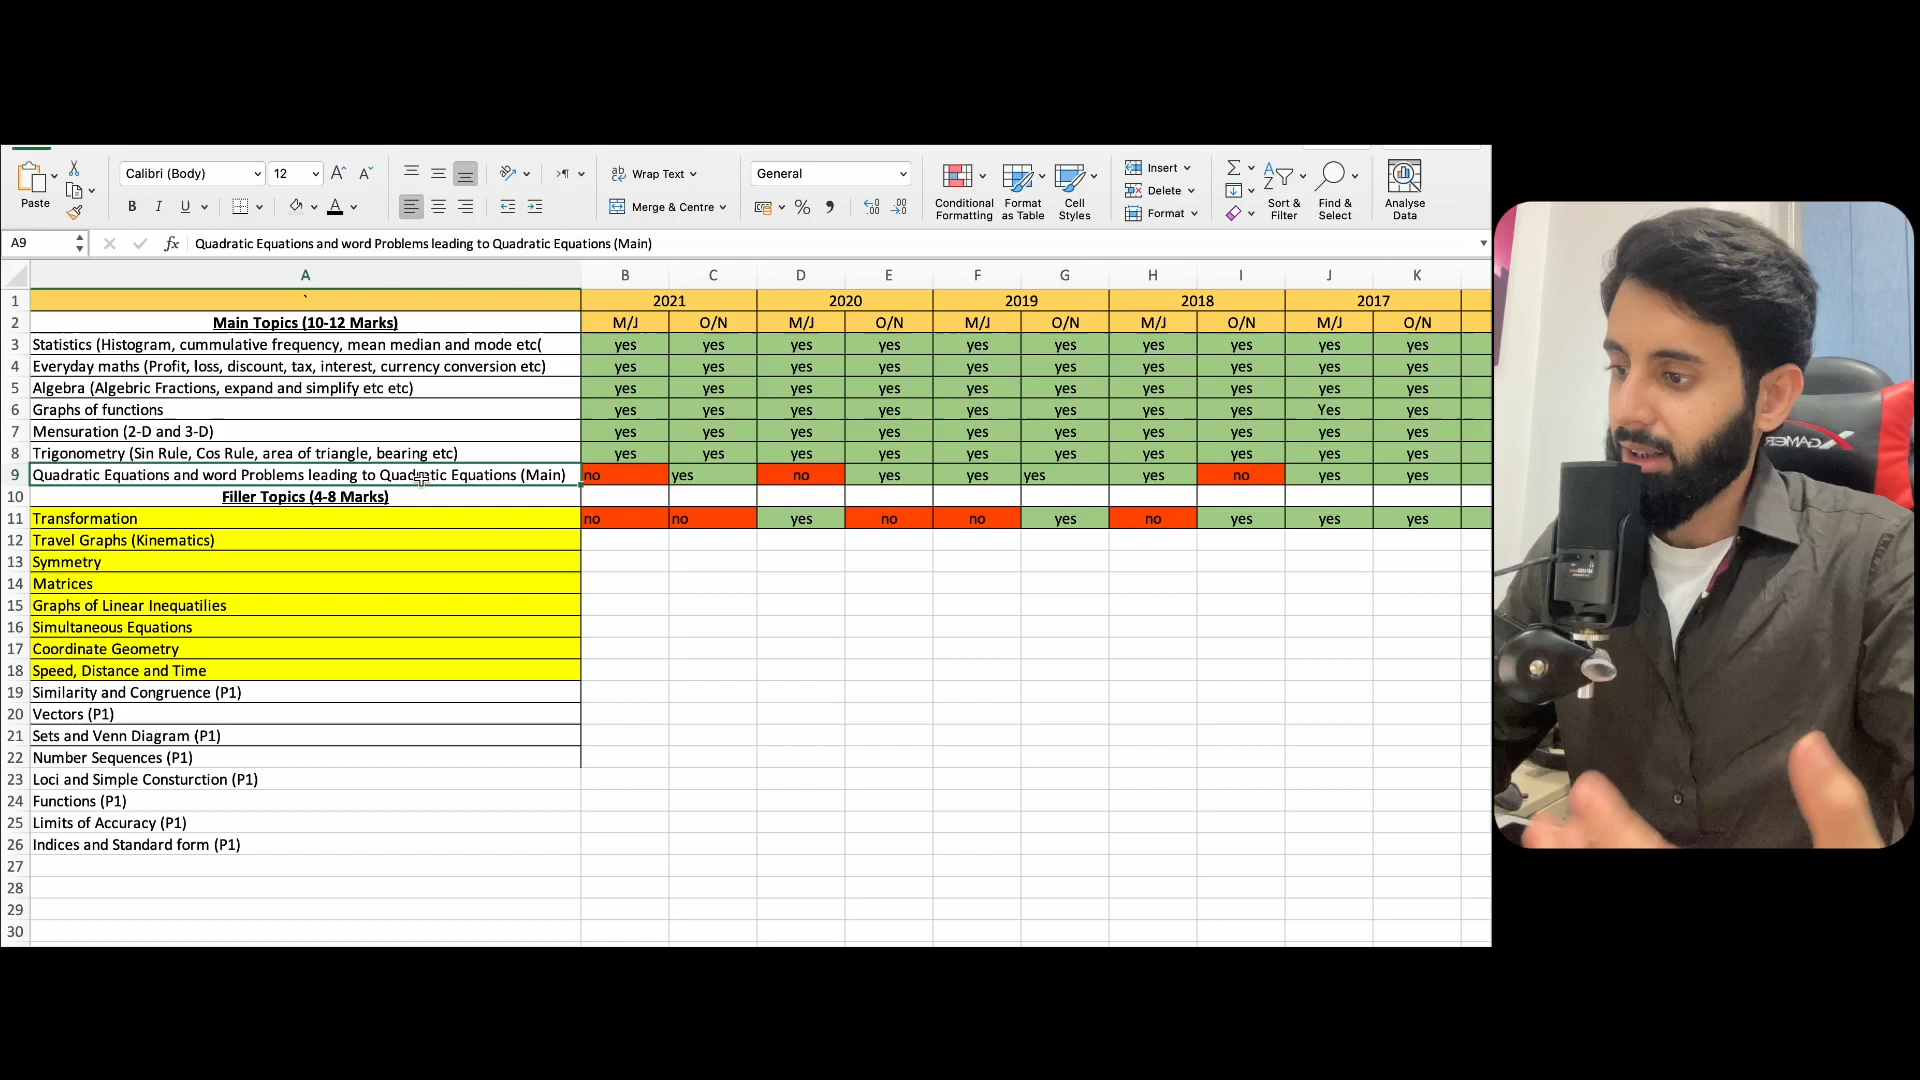 Calibri (Body) 12 Wrap Text General Insert
Paste Merge & Centre Conditional Formatting Format as Table Cell Styles Delete Format Sort & Filter Find & Select Analyse Data
A9 fx Quadratic Equations and word Problems leading to Quadratic Equations (Main)
A B C D E F G H I J K
1 ` 2021 2020 2019 2018 2017
2 Main Topics (10-12 Marks) M/J O/N M/J O/N M/J O/N M/J O/N M/J O/N
3 Statistics (Histogram, cummulative frequency, mean median and mode etc( yes yes yes yes yes yes yes yes yes yes
4 Everyday maths (Profit, loss, discount, tax, interest, currency conversion etc) yes yes yes yes yes yes yes yes yes yes
5 Algebra (Algebric Fractions, expand and simplify etc etc) yes yes yes yes yes yes yes yes yes yes
6 Graphs of functions yes yes yes yes yes yes yes yes Yes yes
7 Mensuration (2-D and 3-D) yes yes yes yes yes yes yes yes yes yes
8 Trigonometry (Sin Rule, Cos Rule, area of triangle, bearing etc) yes yes yes yes yes yes yes yes yes yes
9 Quadratic Equations and word Problems leading to Quadratic Equations (Main) no yes no yes yes yes yes no yes yes
10 Filler Topics (4-8 Marks)
11 Transformation no no yes no no yes no yes yes yes
12 Travel Graphs (Kinematics)
13 Symmetry
14 Matrices
15 Graphs of Linear Inequatilies
16 Simultaneous Equations
17 Coordinate Geometry
18 Speed, Distance and Time
19 Similarity and Congruence (P1)
20 Vectors (P1)
21 Sets and Venn Diagram (P1)
22 Number Sequences (P1)
23 Loci and Simple Consturction (P1)
24 Functions (P1)
25 Limits of Accuracy (P1)
26 Indices and Standard form (P1)
27
28
29
30